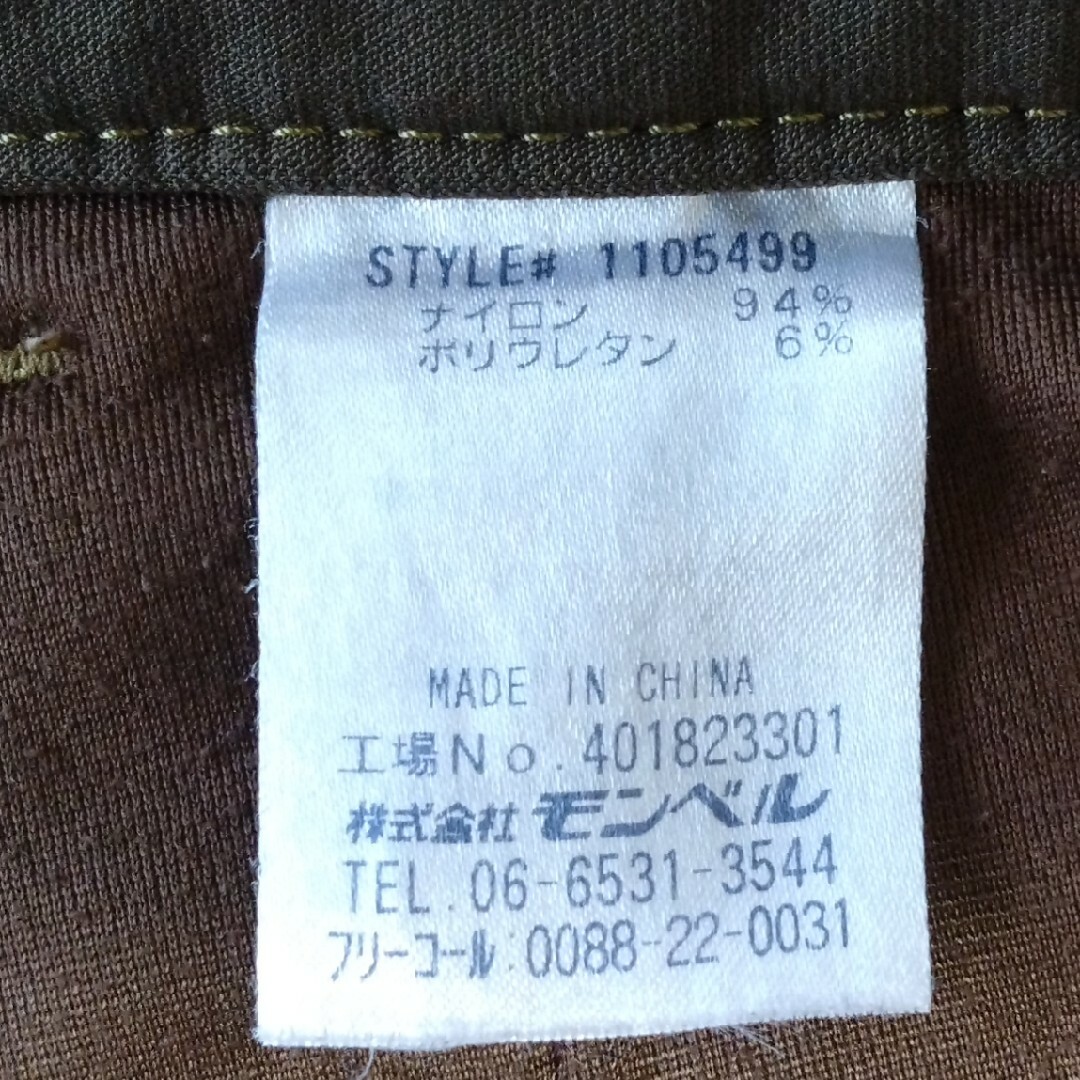 STYLE# 1105499
ナイロン 94%
ポリウレタン 6%
MADE IN CHINA
工場No. 401823301
株式会社 モンベル
TEL. 06-6531-3544
フリーコール:0088-22-0031